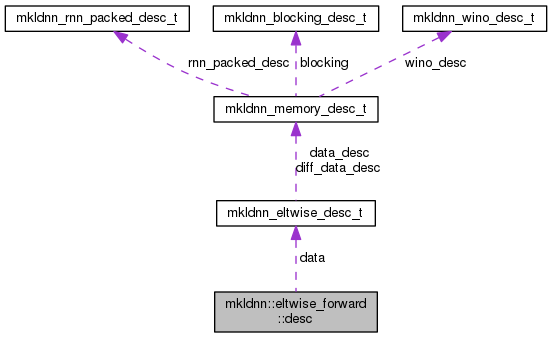 mkldnn_rnn_packed_desc_t
mkldnn_blocking_desc_t
mkldnn_wino_desc_t
rnn_packed_desc
blocking
wino_desc
mkldnn_memory_desc_t
data_desc
diff_data_desc
mkldnn_eltwise_desc_t
data
mkldnn::eltwise_forward
::desc